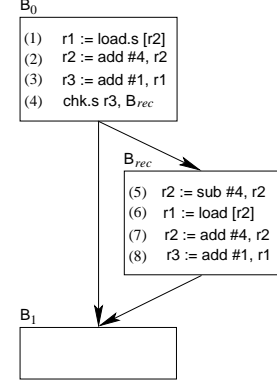 B0
(1) r1 := load.s [r2]
(2) r2 := add #4, r2
(3) r3 := add #1, r1
(4) chk.s r3, Brec
Brec
(5) r2 := sub #4, r2
(6) r1 := load [r2]
(7) r2 := add #4, r2
(8) r3 := add #1, r1
B1